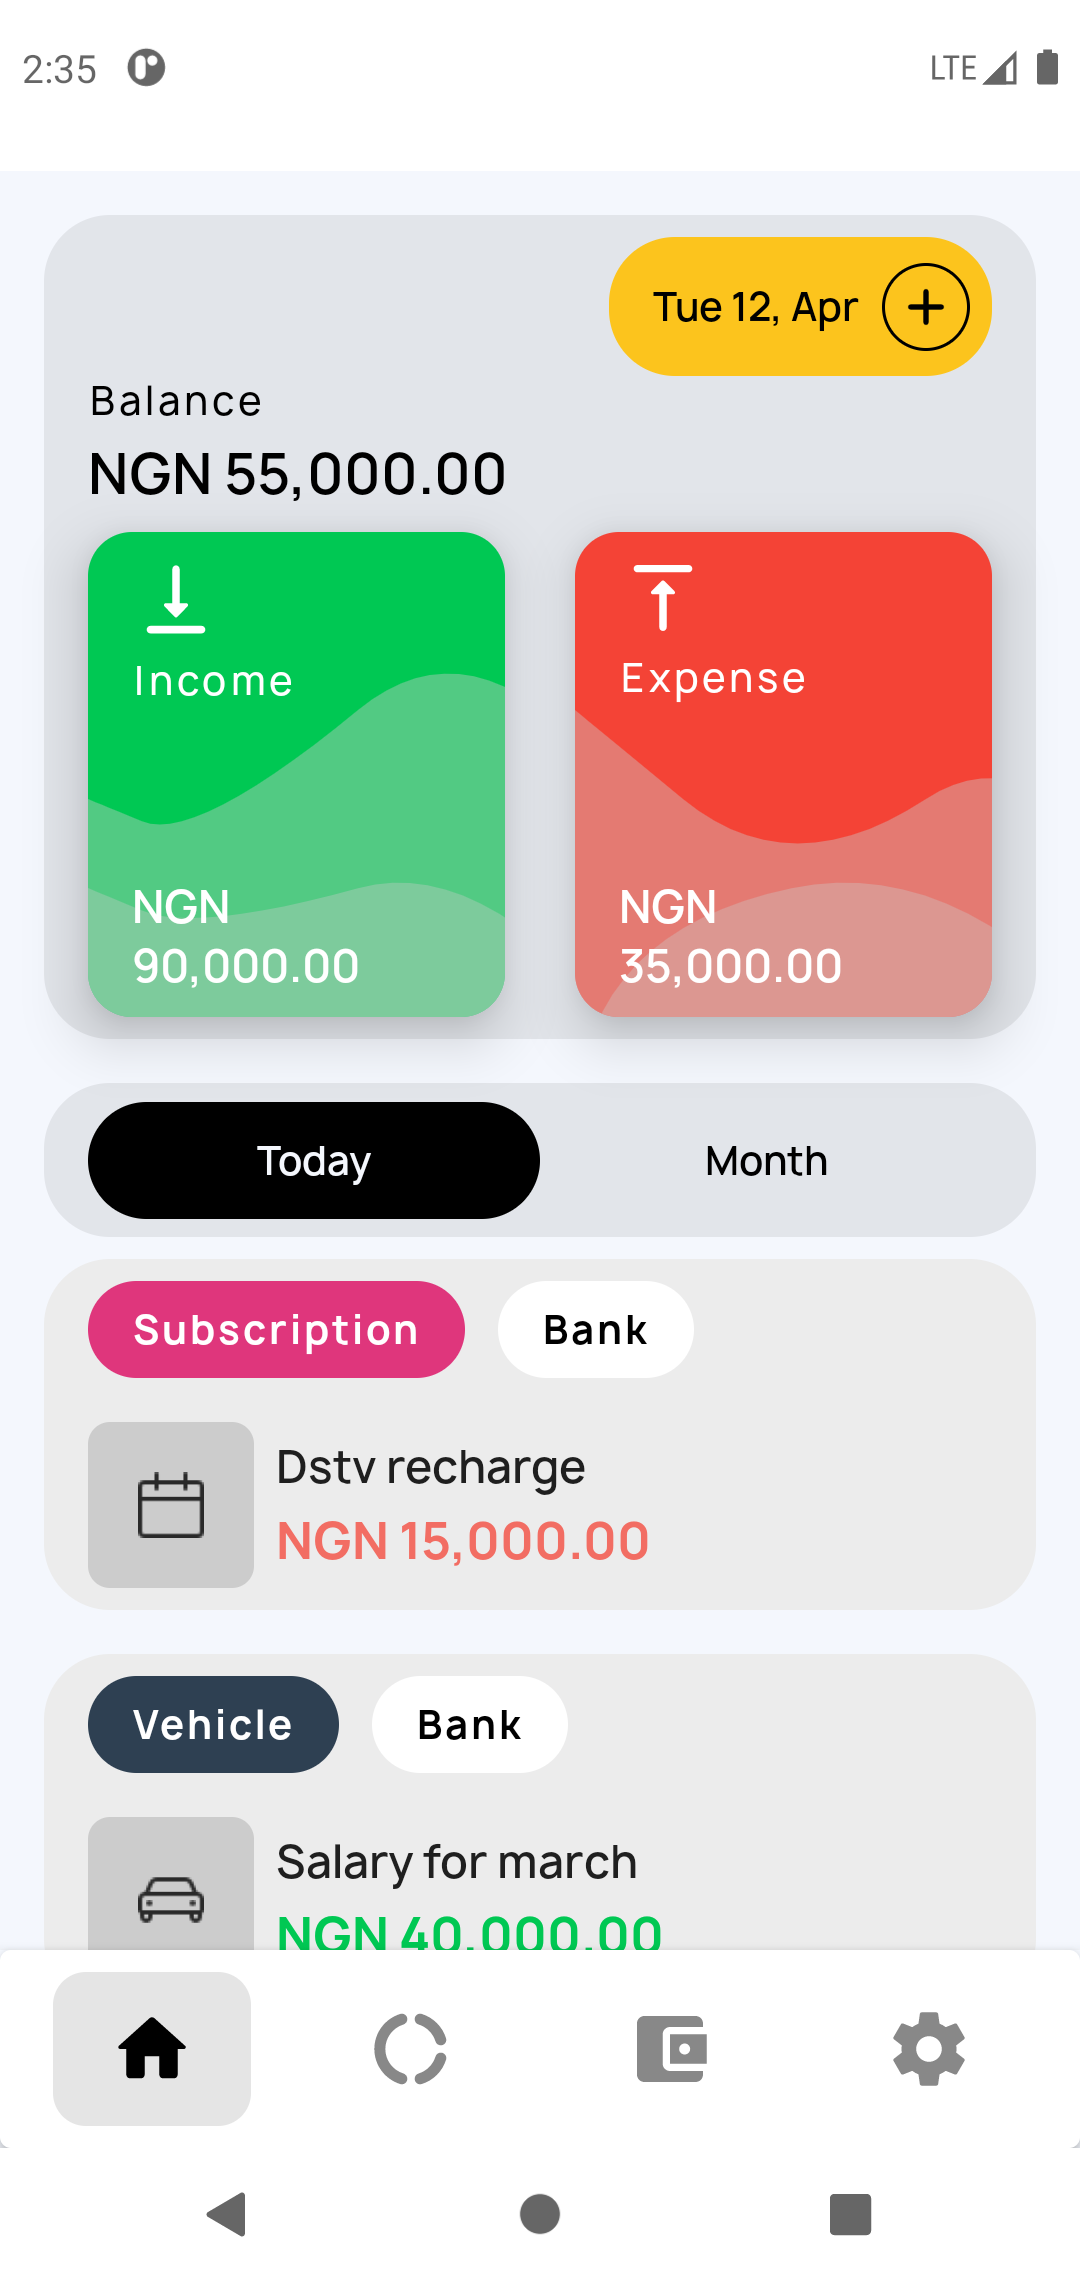 2:35
LTE
Tue 12, Apr
Balance
NGN 55,000.00
Income
NGN
90,000.00
Expense
NGN
35,000.00
Today Month
Subscription Bank
Dstv recharge
NGN 15,000.00
Vehicle Bank
Salary for march
NGN 40,000.00